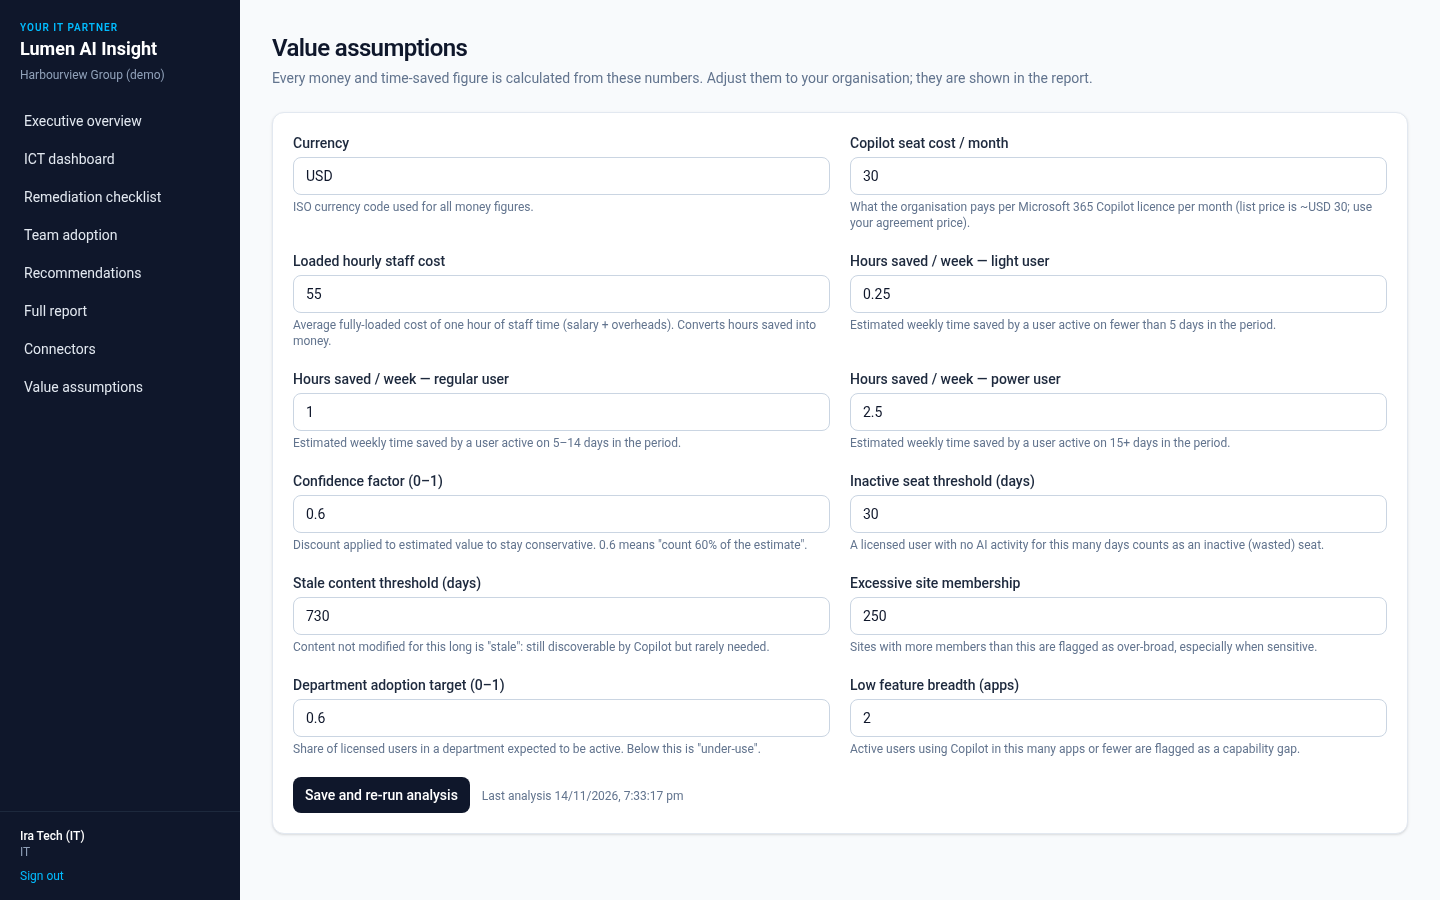 YOUR IT PARTNER
Lumen AI Insight
Harbourview Group (demo)
Executive overview
ICT dashboard
Remediation checklist
Team adoption
Recommendations
Full report
Connectors
Value assumptions
Ira Tech (IT)
IT
Sign out
Value assumptions
Every money and time-saved figure is calculated from these numbers. Adjust them to your organisation; they are shown in the report.
Currency
USD
ISO currency code used for all money figures.
Copilot seat cost / month
30
What the organisation pays per Microsoft 365 Copilot licence per month (list price is ~USD 30; use
your agreement price).
Loaded hourly staff cost
55
Average fully-loaded cost of one hour of staff time (salary + overheads). Converts hours saved into
money.
Hours saved / week — light user
0.25
Estimated weekly time saved by a user active on fewer than 5 days in the period.
Hours saved / week — regular user
1
Estimated weekly time saved by a user active on 5–14 days in the period.
Hours saved / week — power user
2.5
Estimated weekly time saved by a user active on 15+ days in the period.
Confidence factor (0–1)
0.6
Discount applied to estimated value to stay conservative. 0.6 means "count 60% of the estimate".
Inactive seat threshold (days)
30
A licensed user with no AI activity for this many days counts as an inactive (wasted) seat.
Stale content threshold (days)
730
Content not modified for this long is "stale": still discoverable by Copilot but rarely needed.
Excessive site membership
250
Sites with more members than this are flagged as over-broad, especially when sensitive.
Department adoption target (0–1)
0.6
Share of licensed users in a department expected to be active. Below this is "under-use".
Low feature breadth (apps)
2
Active users using Copilot in this many apps or fewer are flagged as a capability gap.
Save and re-run analysis
Last analysis 14/11/2026, 7:33:17 pm